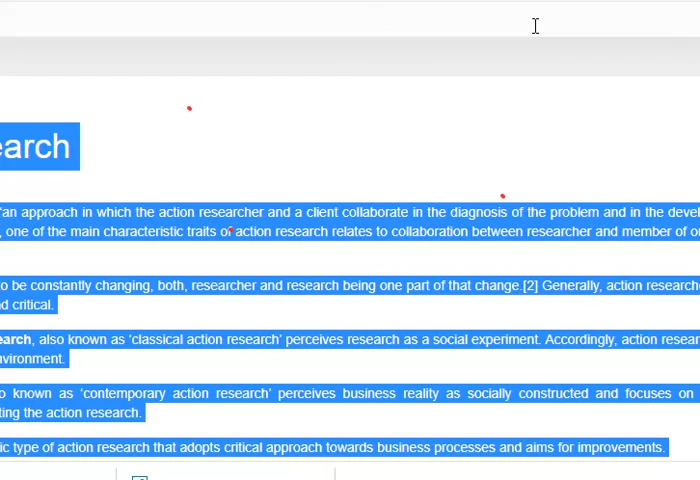 earch
‘an approach in which the action researcher and a client collaborate in the diagnosis of the problem and in the
, one of the main characteristic traits of action research relates to collaboration between researcher and member of
to be constantly changing, both, researcher and research being one part of that change.[2] Generally, action
nd critical.
earch, also known as ‘classical action research’ perceives research as a social experiment. Accordingly, action
nvironment.
known as ‘contemporary action research’ perceives business reality as socially constructed and focuses on
ting the action research.
ic type of action research that adopts critical approach towards business processes and aims for improvements.